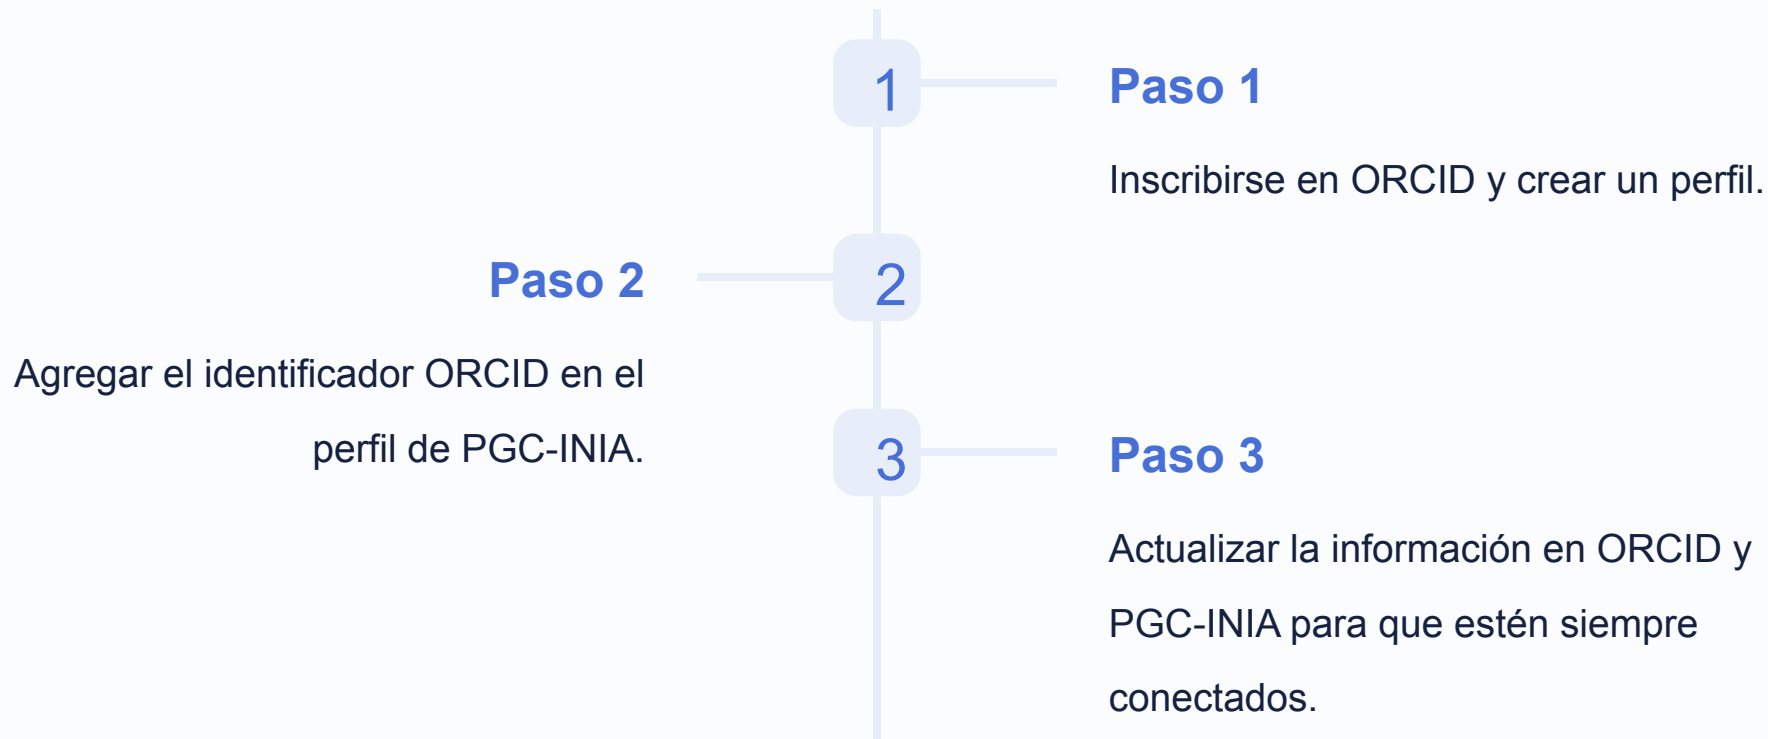 1
Paso 1
Inscribirse en ORCID y crear un perfil.
2
Paso 2
Agregar el identificador ORCID en el
perfil de PGC-INIA.
3
Paso 3
Actualizar la información en ORCID y
PGC-INIA para que estén siempre
conectados.